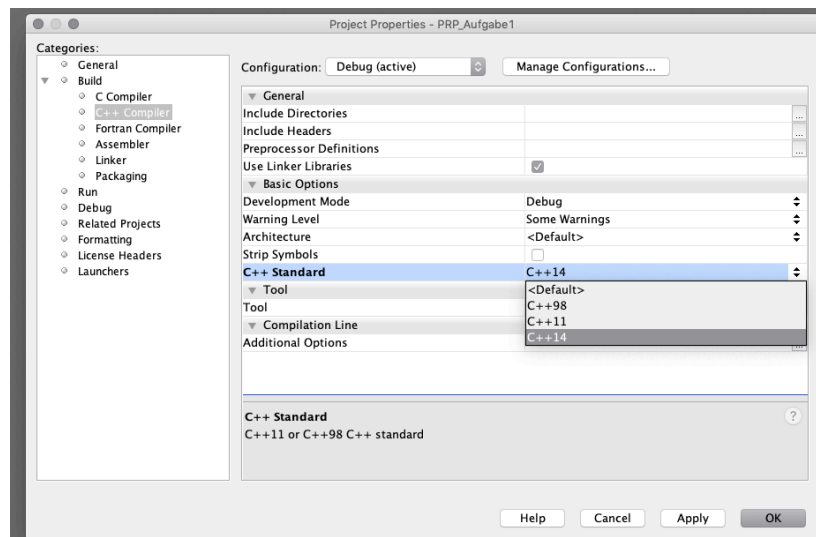 Project Properties - PRP_Aufgabe1
Categories:
General
Build
C Compiler
C++ Compiler
Fortran Compiler
Assembler
Linker
Packaging
Run
Debug
Related Projects
Formatting
License Headers
Launchers
Configuration: Debug (active) Manage Configurations...
General
Include Directories ...
Include Headers ...
Preprocessor Definitions ...
Use Linker Libraries
Basic Options
Development Mode Debug
Warning Level Some Warnings
Architecture <Default>
Strip Symbols
C++ Standard C++14
Tool <Default>
Tool C++98
Compilation Line C++11
Additional Options C++14 ...
C++ Standard ?
C++11 or C++98 C++ standard
Help Cancel Apply OK